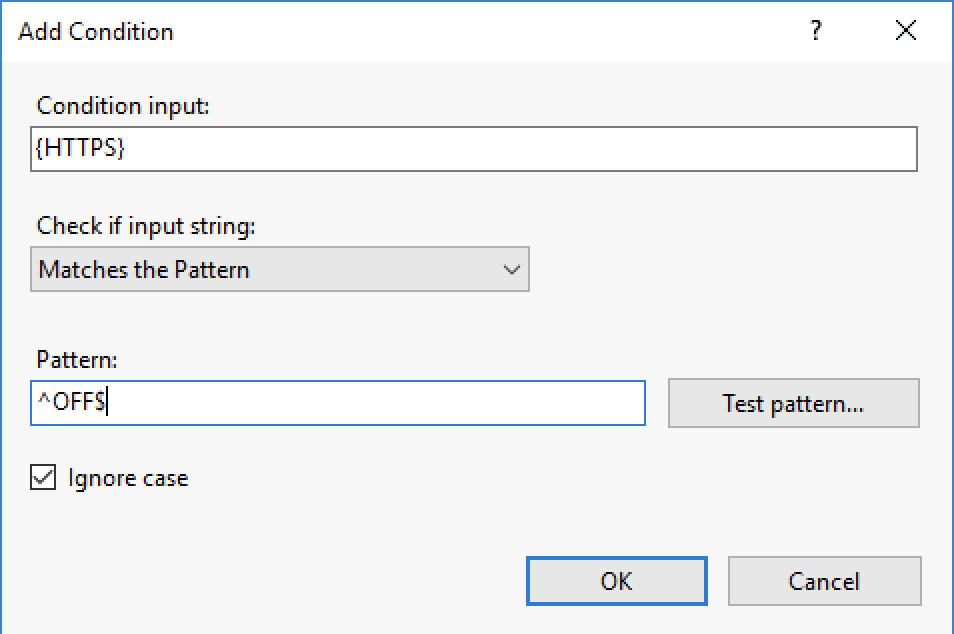 Add Condition
?
Condition input:
{HTTPS}
Check if input string:
Matches the Pattern
Pattern:
^OFF$
Test pattern...
Ignore case
OK
Cancel